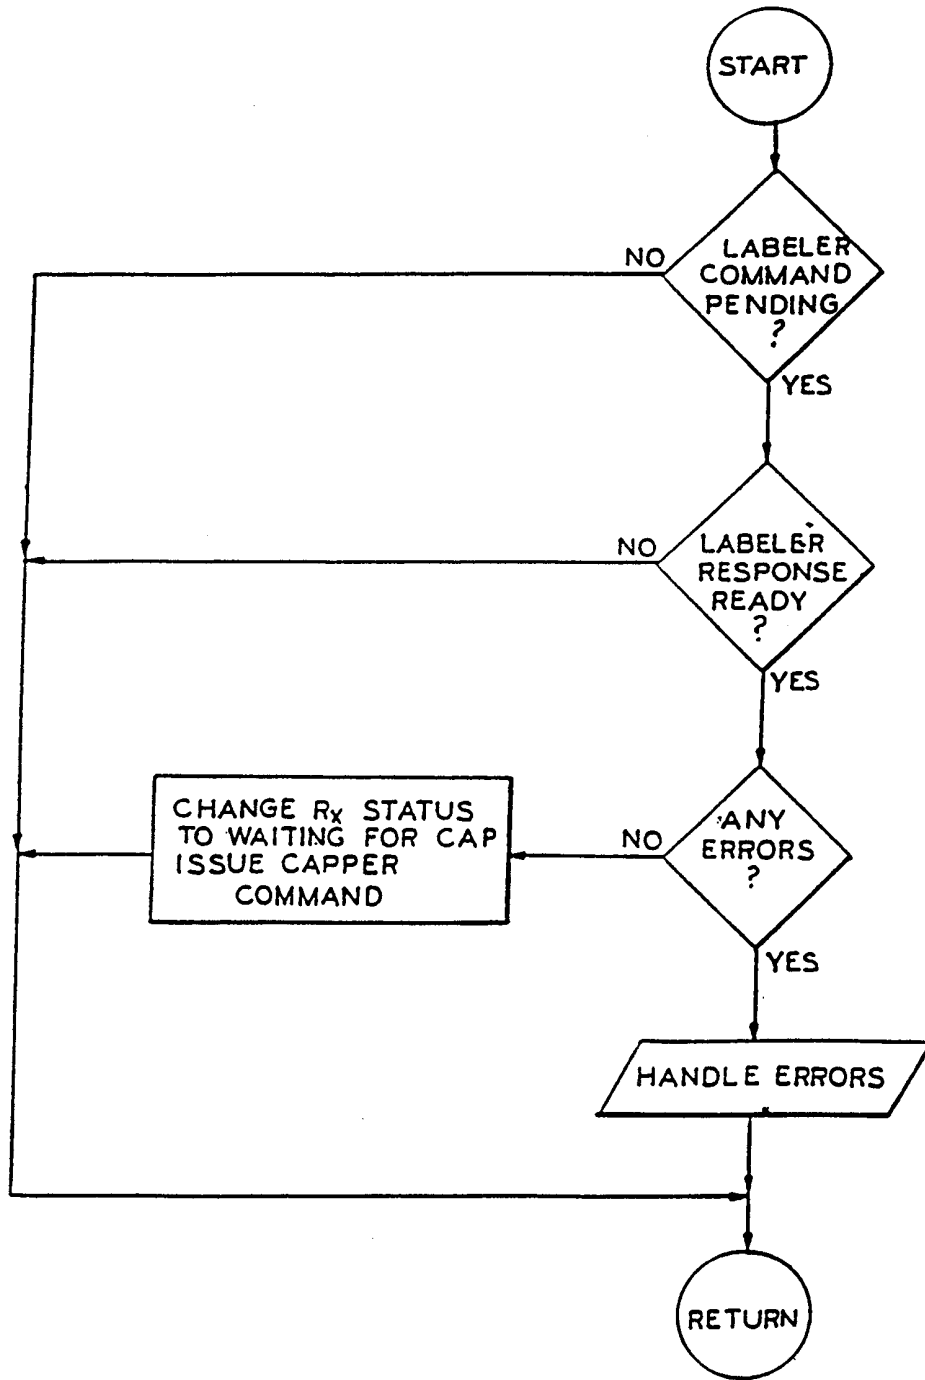 START
NO
LABELER
COMMAND
PENDING
?
YES
NO
LABELER
RESPONSE
READY
?
YES
CHANGE Rx STATUS
TO WAITING FOR CAP
ISSUE CAPPER
COMMAND
NO
ANY
ERRORS
?
YES
HANDLE ERRORS
RETURN